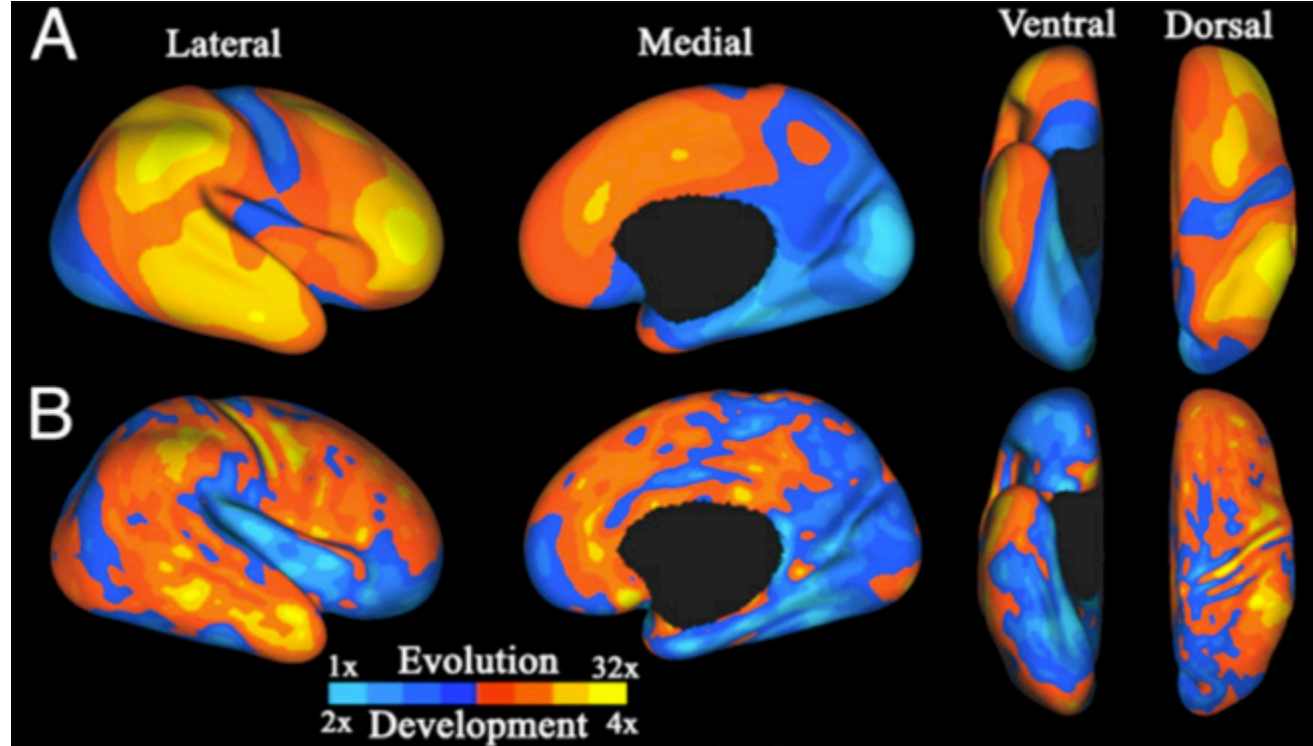 A
Lateral
Medial
Ventral
Dorsal
B
1x Evolution 32x
2x Development 4x